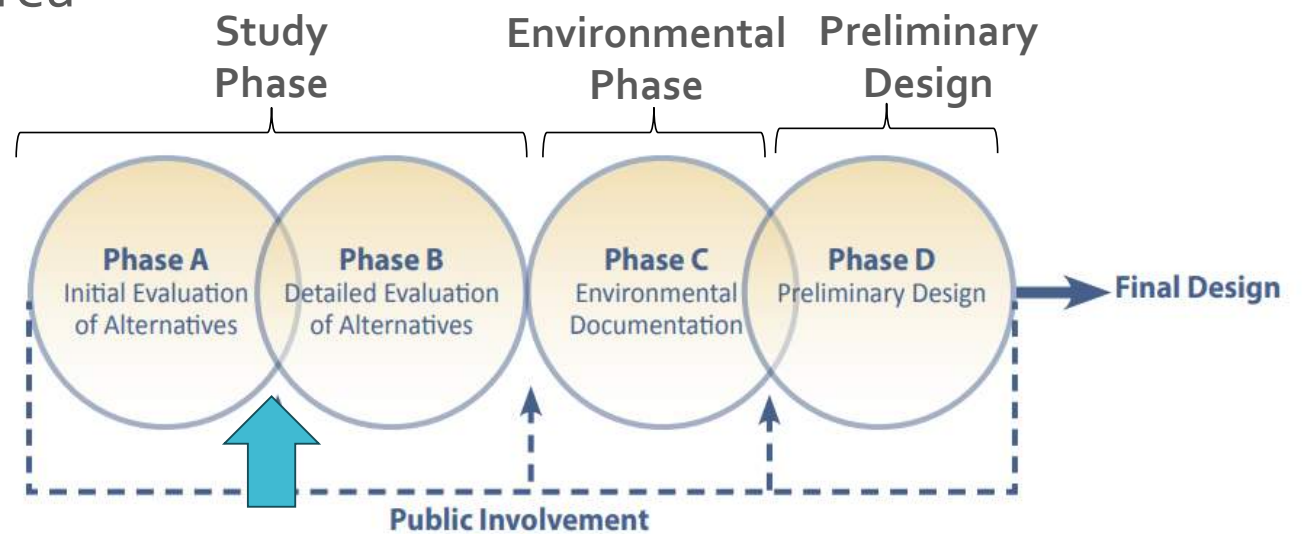 Study
Phase
Environmental
Phase
Preliminary
Design
Phase A
Initial Evaluation
of Alternatives
Phase B
Detailed Evaluation
of Alternatives
Phase C
Environmental
Documentation
Phase D
Preliminary Design
Final Design
Public Involvement